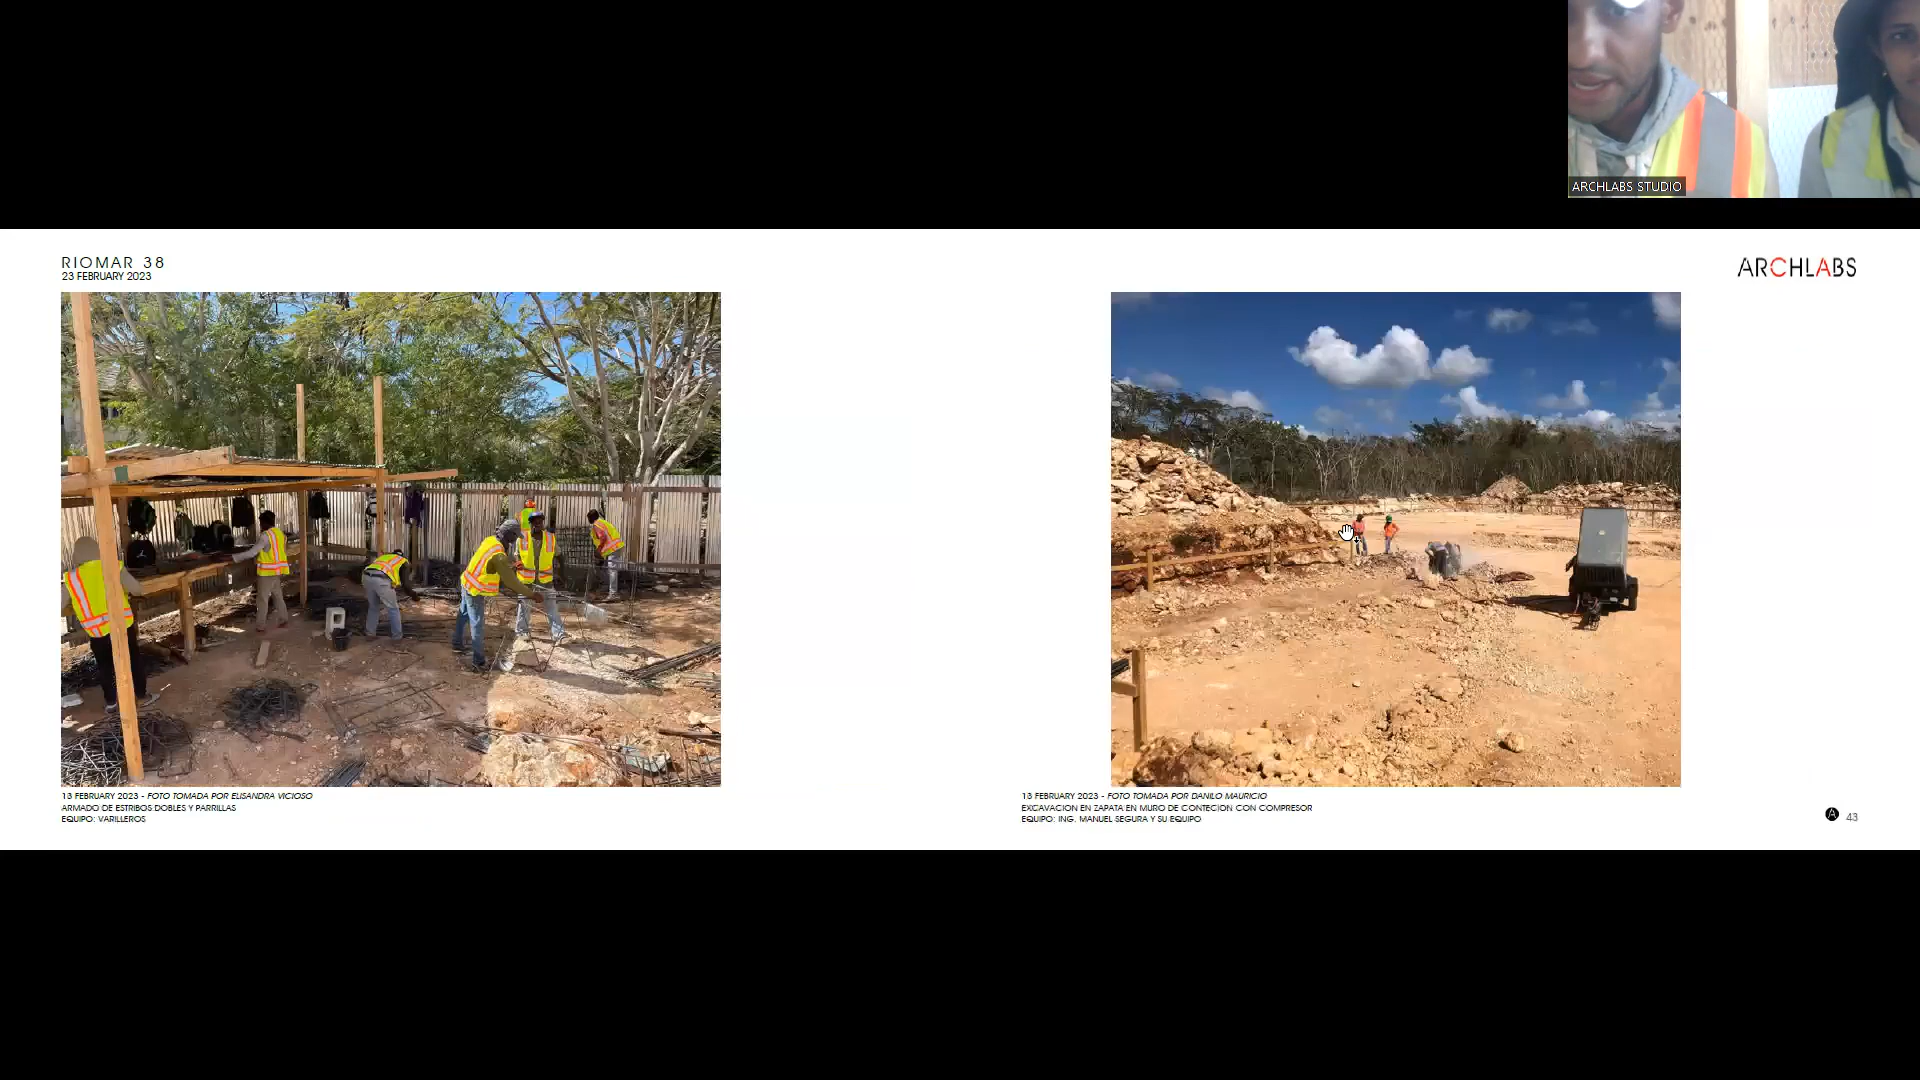 ARCHLABS STUDIO
RIOMAR 38
23 FEBRUARY 2023
ARCHLABS
13 FEBRUARY 2023 - FOTO TOMADA POR ELISANDRA VICIOSO
ARMADO DE ESTRIBOS DOBLES Y PARRILLAS
EQUIPO: VARILLEROS
13 FEBRUARY 2023 - FOTO TOMADA POR DANILO MAURICIO
EXCAVACION EN ZAPATA EN MURO DE CONTECION CON COMPRESOR
EQUIPO: ING. MANUEL SEGURA Y SU EQUIPO
A 43